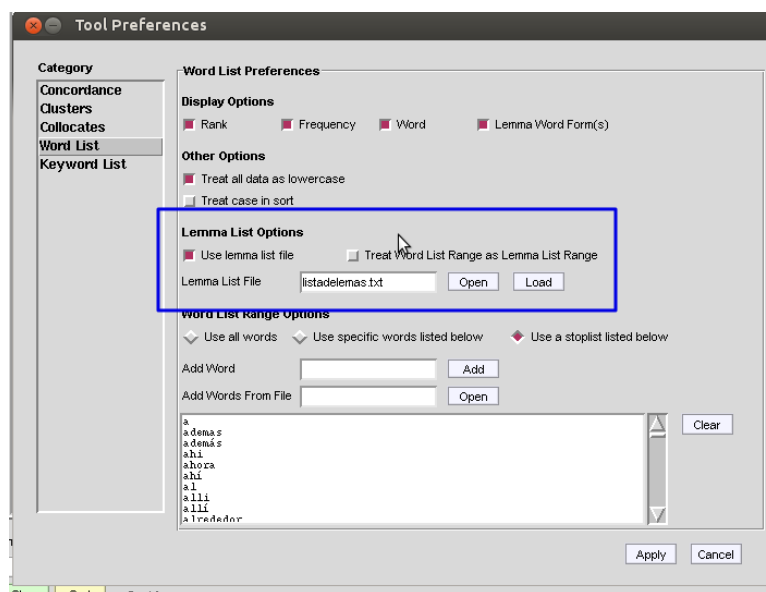 Tool Preferences
Category
Concordance
Clusters
Collocates
Word List
Keyword List
Word List Preferences
Display Options
Rank Frequency Word Lemma Word Form(s)
Other Options
Treat all data as lowercase
Treat case in sort
Lemma List Options
Use lemma list file Treat Word List Range as Lemma List Range
Lemma List File listadelemas.txt Open Load
Word List Range Options
Use all words Use specific words listed below Use a stoplist listed below
Add Word Add
Add Words From File Open
a
ademas
además
ahi
ahora
ahí
al
alli
allí
alrededor
Clear
Apply Cancel